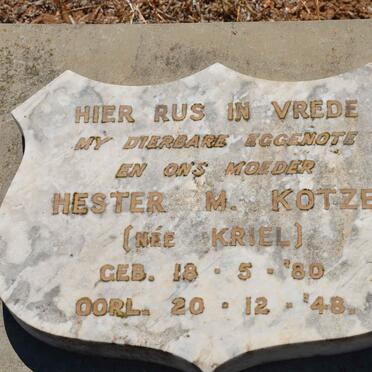 HIER RUS IN VREDE
MY DIERBARE EGGENOTE
EN ONS MOEDER
HESTER M. KOTZE
(NÉE KRIEL)
GEB. 18 - 5 - '80
OORL. 20 - 12 - '48.